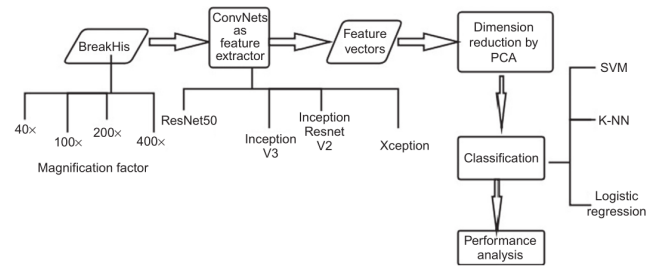 BreakHis
ConvNets
as
feature
extractor
Feature
vectors
Dimension
reduction by
PCA
40×
100×
200×
400×
Magnification factor
ResNet50
Inception
V3
Inception
Resnet
V2
Xception
Classification
SVM
K-NN
Logistic
regression
Performance
analysis